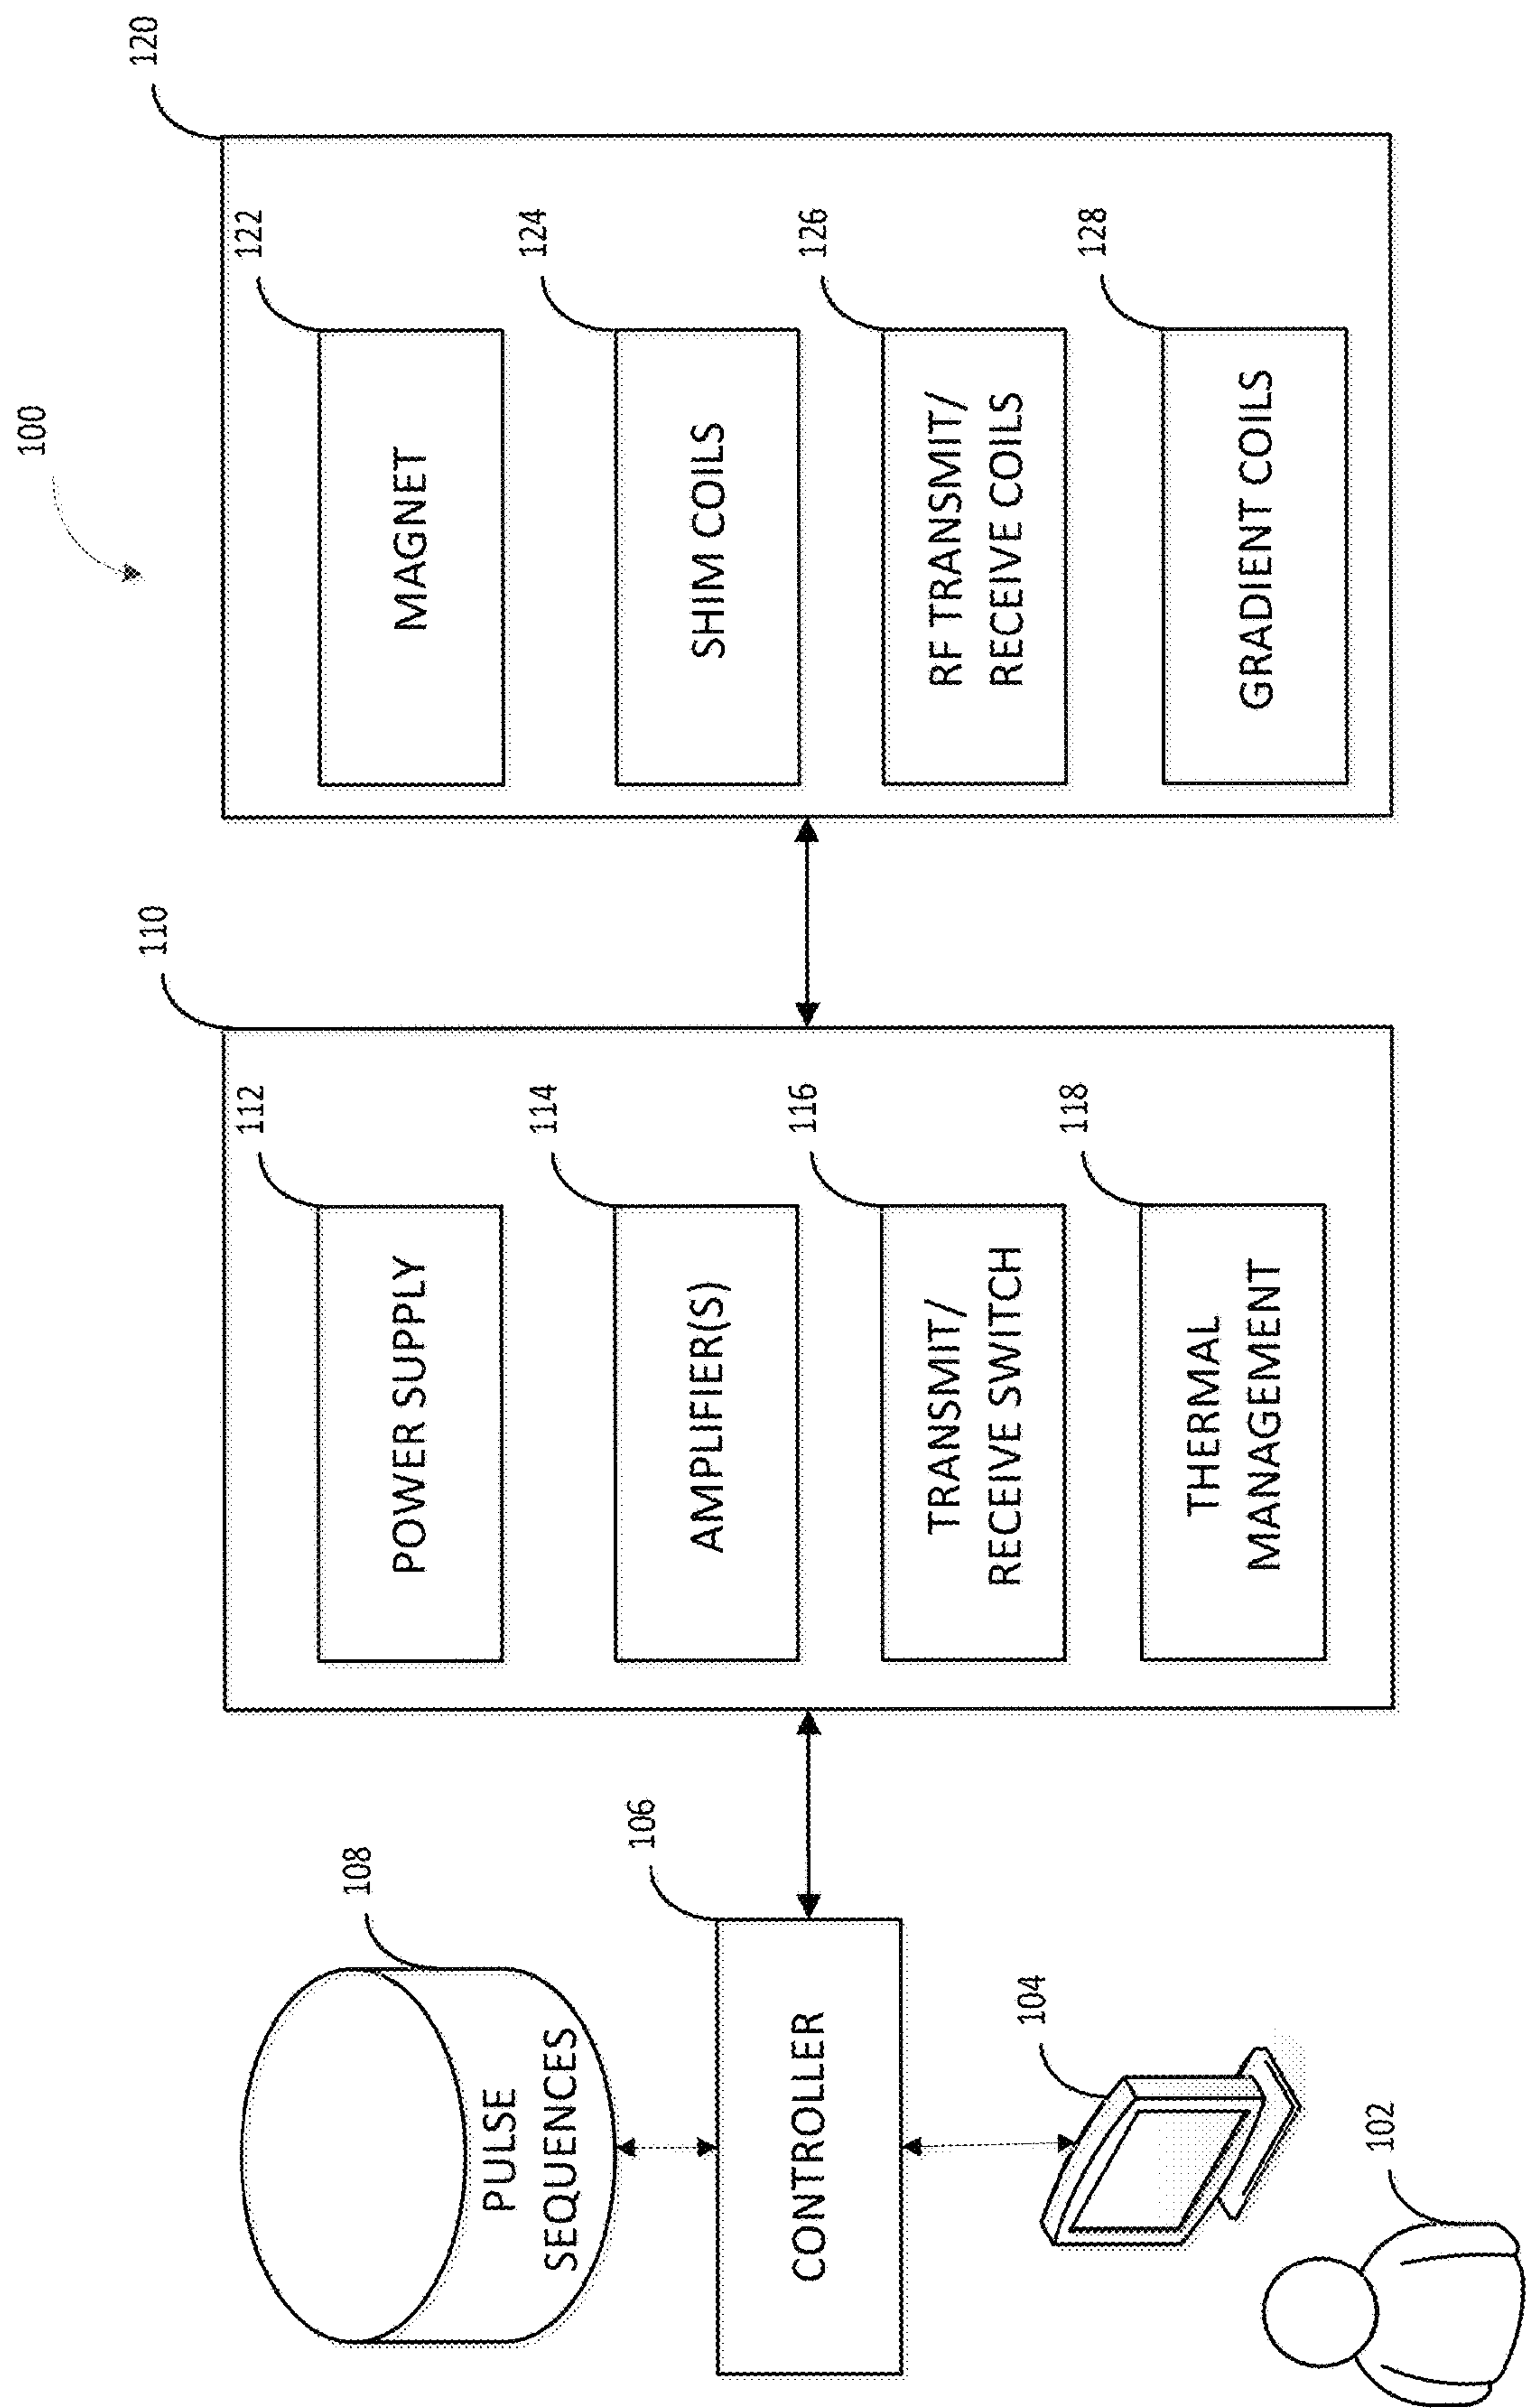 100
108
PULSE
SEQUENCES
106
CONTROLLER
104
102
110
112
POWER SUPPLY
114
AMPLIFIER(S)
116
TRANSMIT/
RECEIVE SWITCH
118
THERMAL
MANAGEMENT
120
122
MAGNET
124
SHIM COILS
126
RF TRANSMIT/
RECEIVE COILS
128
GRADIENT COILS